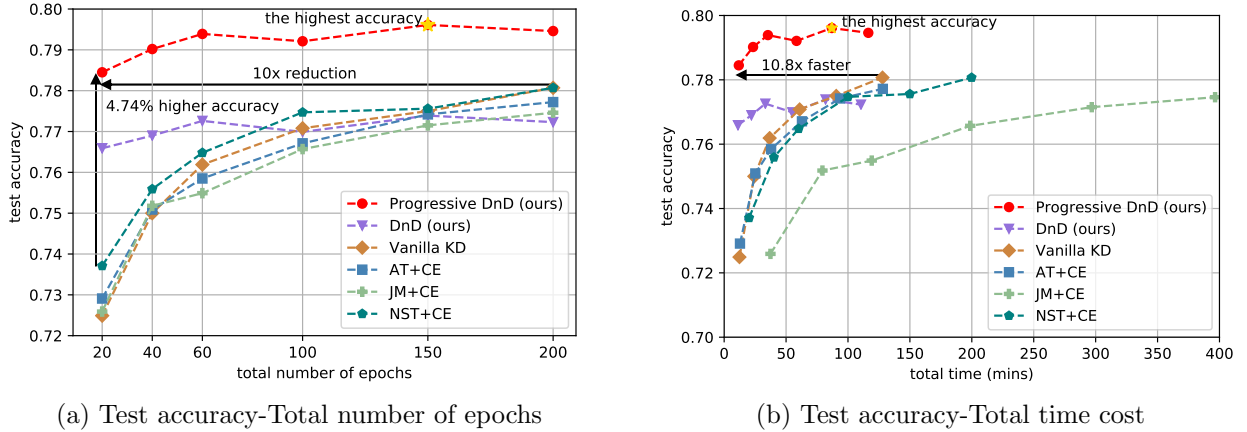 0.80
0.79
0.78
0.77
0.76
0.75
0.74
0.73
0.72
test accuracy
the highest accuracy
10x reduction
4.74% higher accuracy
Progressive DnD (ours)
DnD (ours)
Vanilla KD
AT+CE
JM+CE
NST+CE
20 40 60 100 150 200
total number of epochs
(a) Test accuracy-Total number of epochs
0.80
0.78
0.76
0.74
0.72
0.70
test accuracy
the highest accuracy
10.8x faster
Progressive DnD (ours)
DnD (ours)
Vanilla KD
AT+CE
JM+CE
NST+CE
0 50 100 150 200 250 300 350 400
total time (mins)
(b) Test accuracy-Total time cost